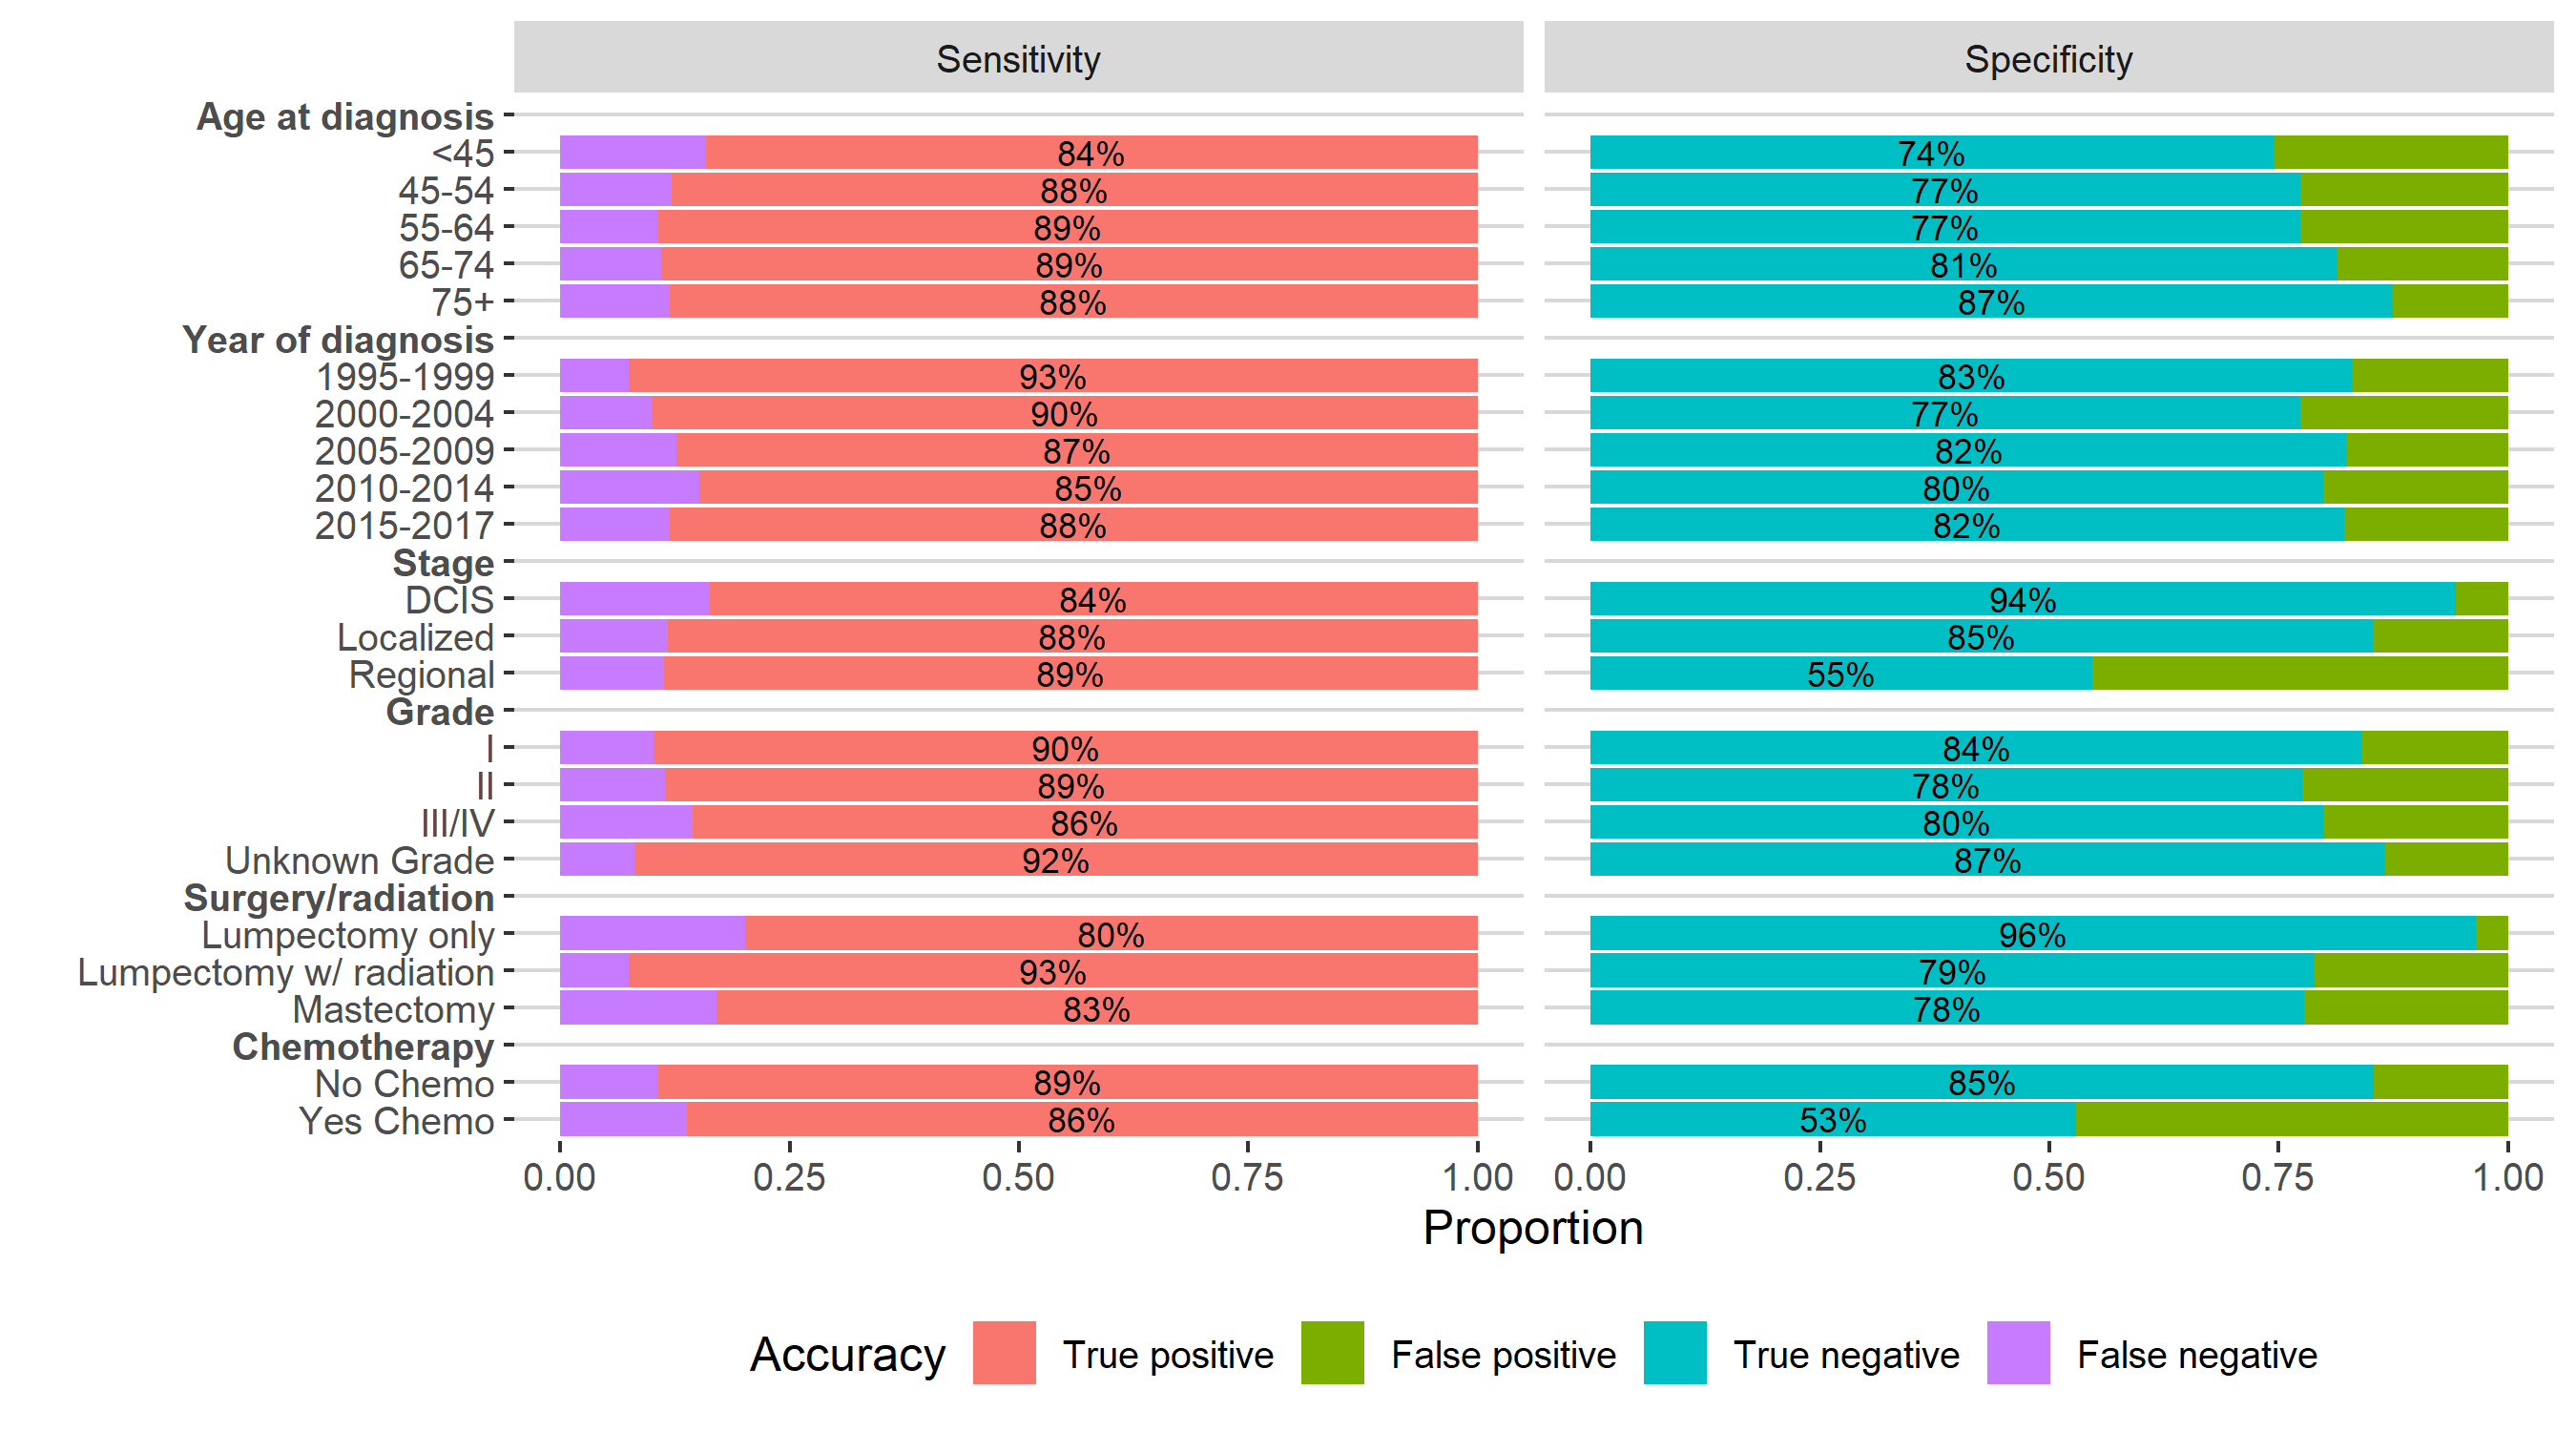 Sensitivity Specificity
Age at diagnosis
<45 84% 74%
45-54 88% 77%
55-64 89% 77%
65-74 89% 81%
75+ 88% 87%
Year of diagnosis
1995-1999 93% 83%
2000-2004 90% 77%
2005-2009 87% 82%
2010-2014 85% 80%
2015-2017 88% 82%
Stage
DCIS 84% 94%
Localized 88% 85%
Regional 89% 55%
Grade
I 90% 84%
II 89% 78%
III/IV 86% 80%
Unknown Grade 92% 87%
Surgery/radiation
Lumpectomy only 80% 96%
Lumpectomy w/ radiation 93% 79%
Mastectomy 83% 78%
Chemotherapy
No Chemo 89% 85%
Yes Chemo 86% 53%
0.00 0.25 0.50 0.75 1.00 0.00 0.25 0.50 0.75 1.00
Proportion
Accuracy True positive False positive True negative False negative